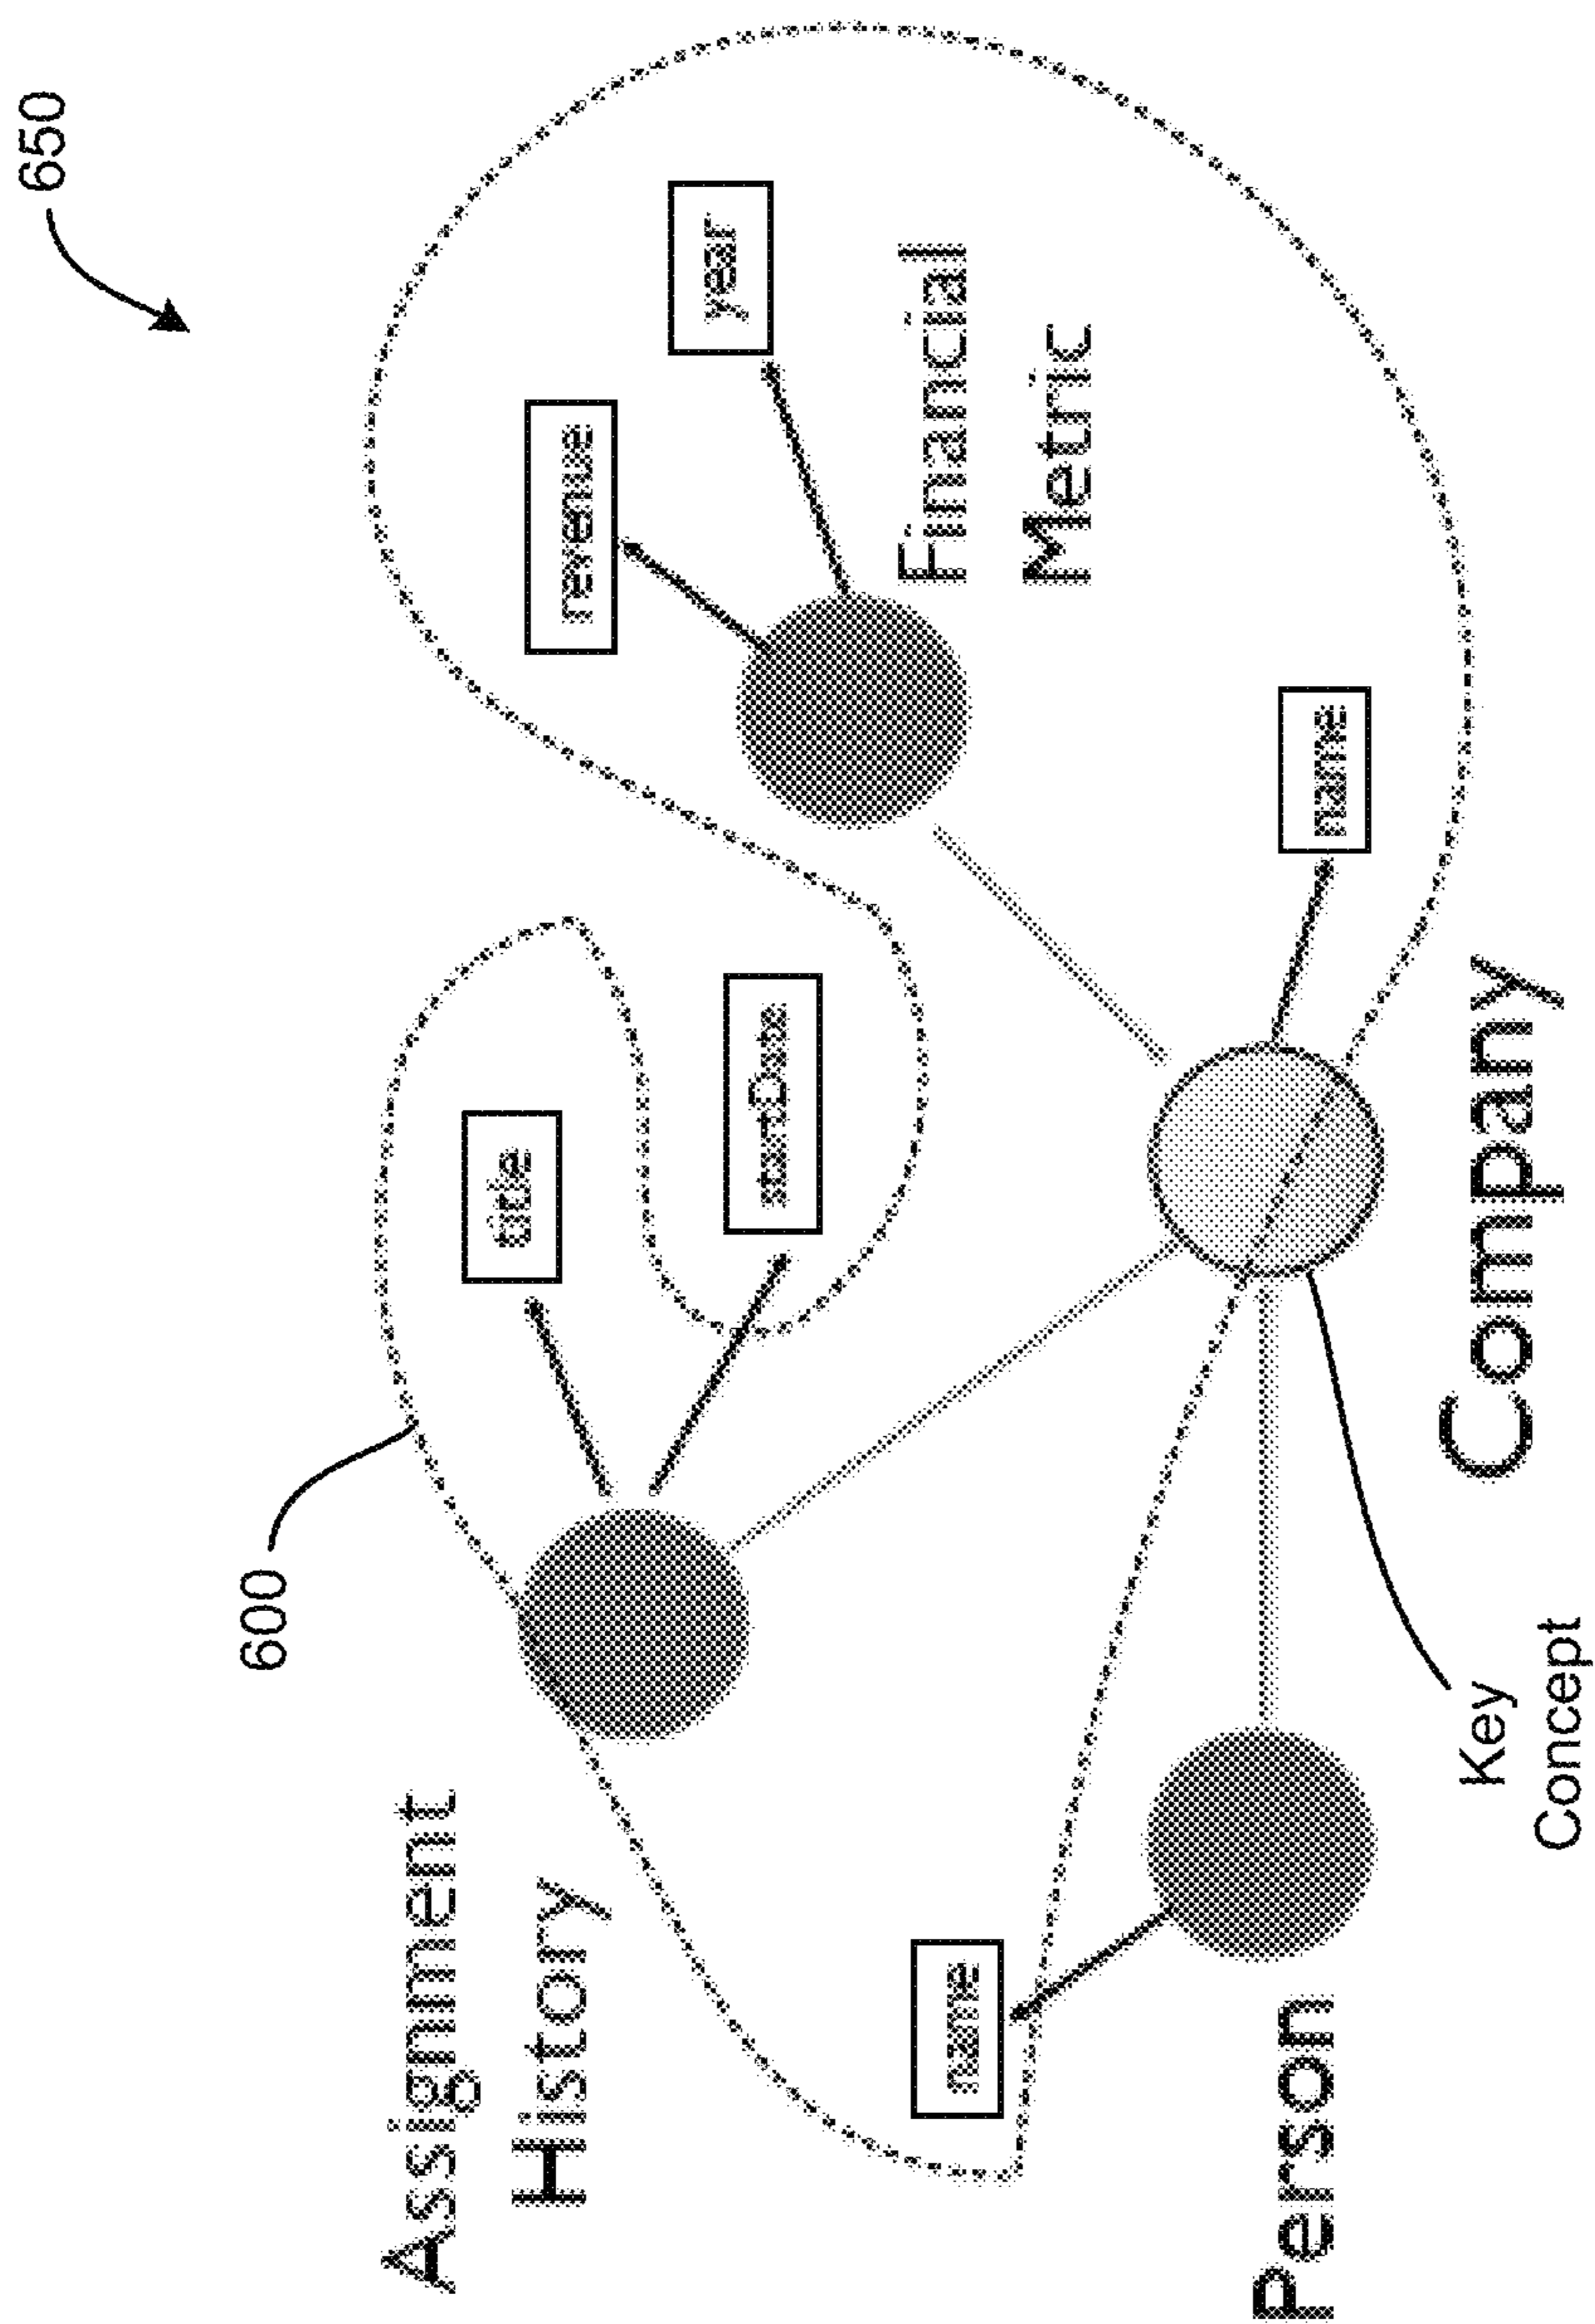 650
600
Assignment
History
title
startDate
revenue
year
Financial
Metric
name
name
Person
Company
Key
Concept